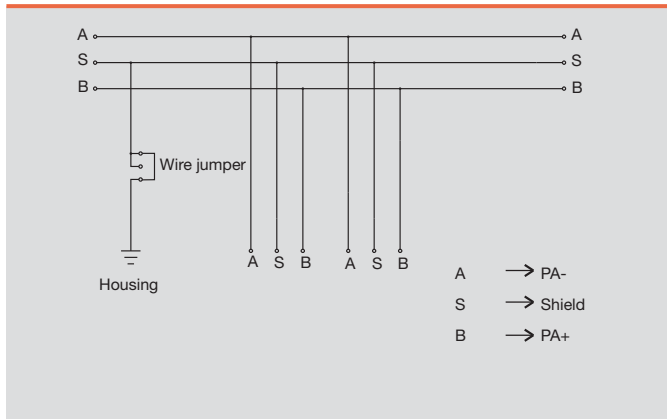 A A
S S
B B
Wire jumper
A S B A S B
Housing
A → PA-
S → Shield
B → PA+